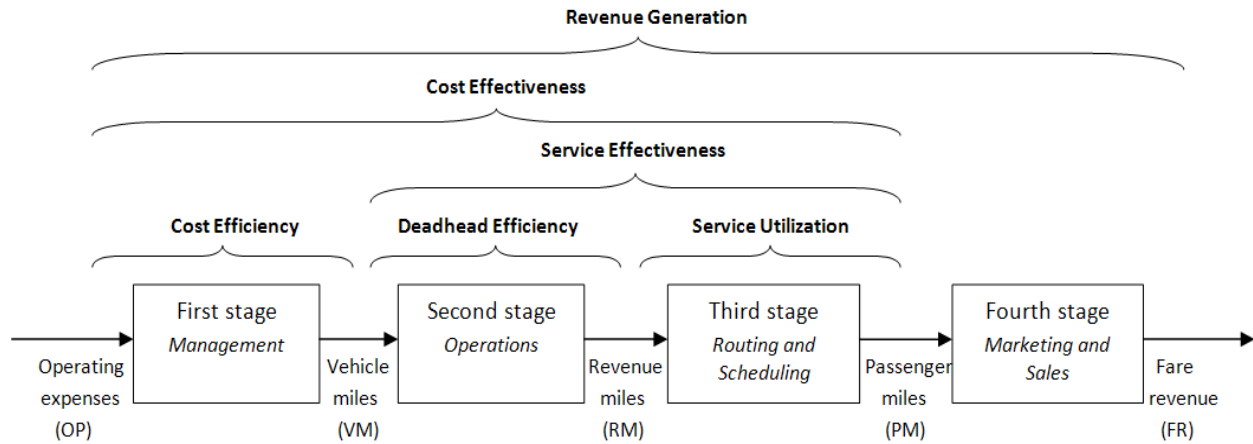 Revenue Generation
Cost Effectiveness
Service Effectiveness
Cost Efficiency
Deadhead Efficiency
Service Utilization
First stage
Management
Second stage
Operations
Third stage
Routing and
Scheduling
Fourth stage
Marketing and
Sales
Operating
expenses
(OP)
Vehicle
miles
(VM)
Revenue
miles
(RM)
Passenger
miles
(PM)
Fare
revenue
(FR)